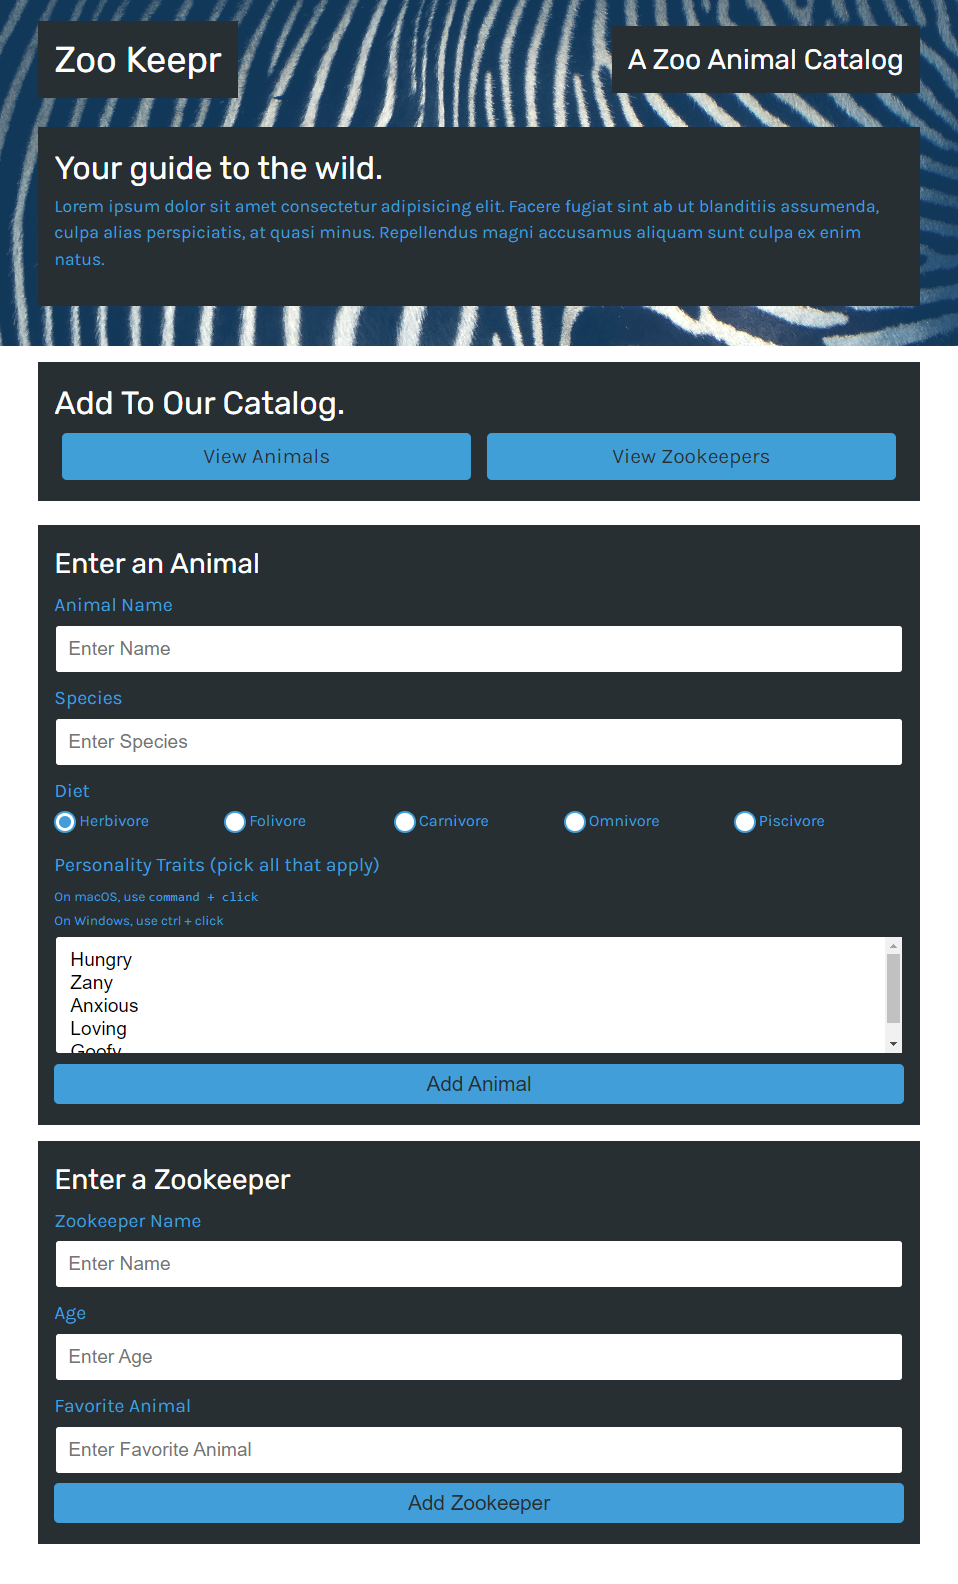 Zoo Keepr
A Zoo Animal Catalog
Your guide to the wild.
Lorem ipsum dolor sit amet consectetur adipisicing elit. Facere fugiat sint ab ut blanditiis assumenda,
culpa alias perspiciatis, at quasi minus. Repellendus magni accusamus aliquam sunt culpa ex enim
natus.
Add To Our Catalog.
View Animals
View Zookeepers
Enter an Animal
Animal Name
Enter Name
Species
Enter Species
Diet
Herbivore
Folivore
Carnivore
Omnivore
Piscivore
Personality Traits (pick all that apply)
On macOS, use command + click
On Windows, use ctrl + click
Hungry
Zany
Anxious
Loving
Goofy
Add Animal
Enter a Zookeeper
Zookeeper Name
Enter Name
Age
Enter Age
Favorite Animal
Enter Favorite Animal
Add Zookeeper